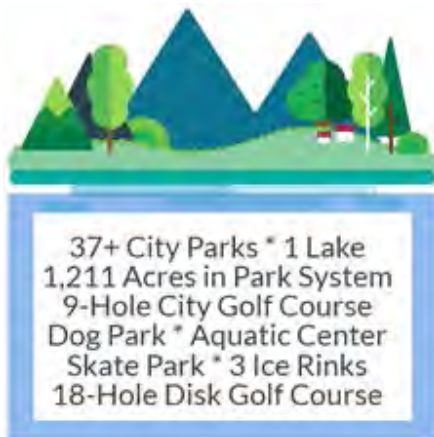 37+ City Parks * 1 Lake
1,211 Acres in Park System
9-Hole City Golf Course
Dog Park * Aquatic Center
Skate Park * 3 Ice Rinks
18-Hole Disk Golf Course